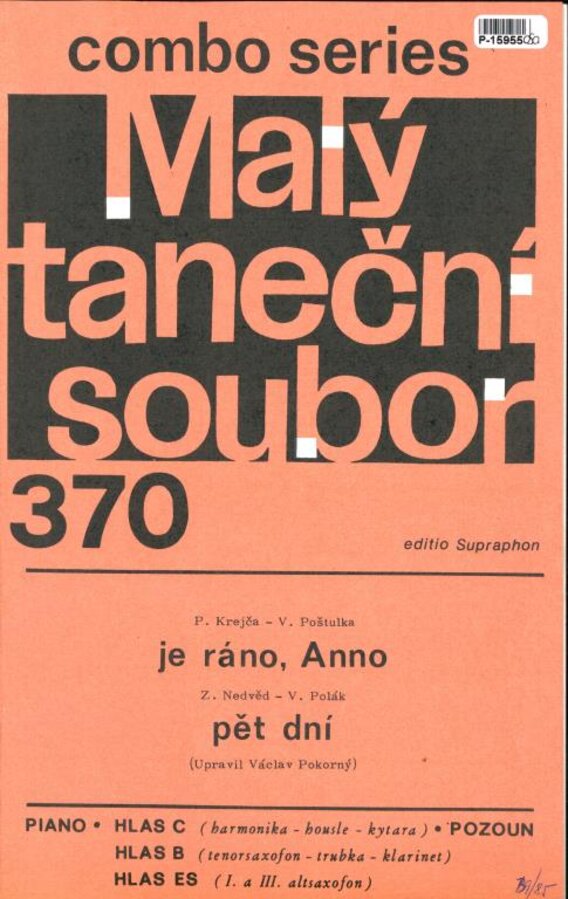 combo series
P-15955
Malý
taneční
soubor
370
editio Supraphon
P. Krejča - V. Poštulka
je ráno, Anno
Z. Nedvěd - V. Polák
pět dní
(Upravil Václav Pokorný)
PIANO • HLAS C (harmonika - housle - kytara) • POZOUN
HLAS B (tenorsaxofon - trubka - klarinet)
HLAS ES (I. a III. altsaxofon)